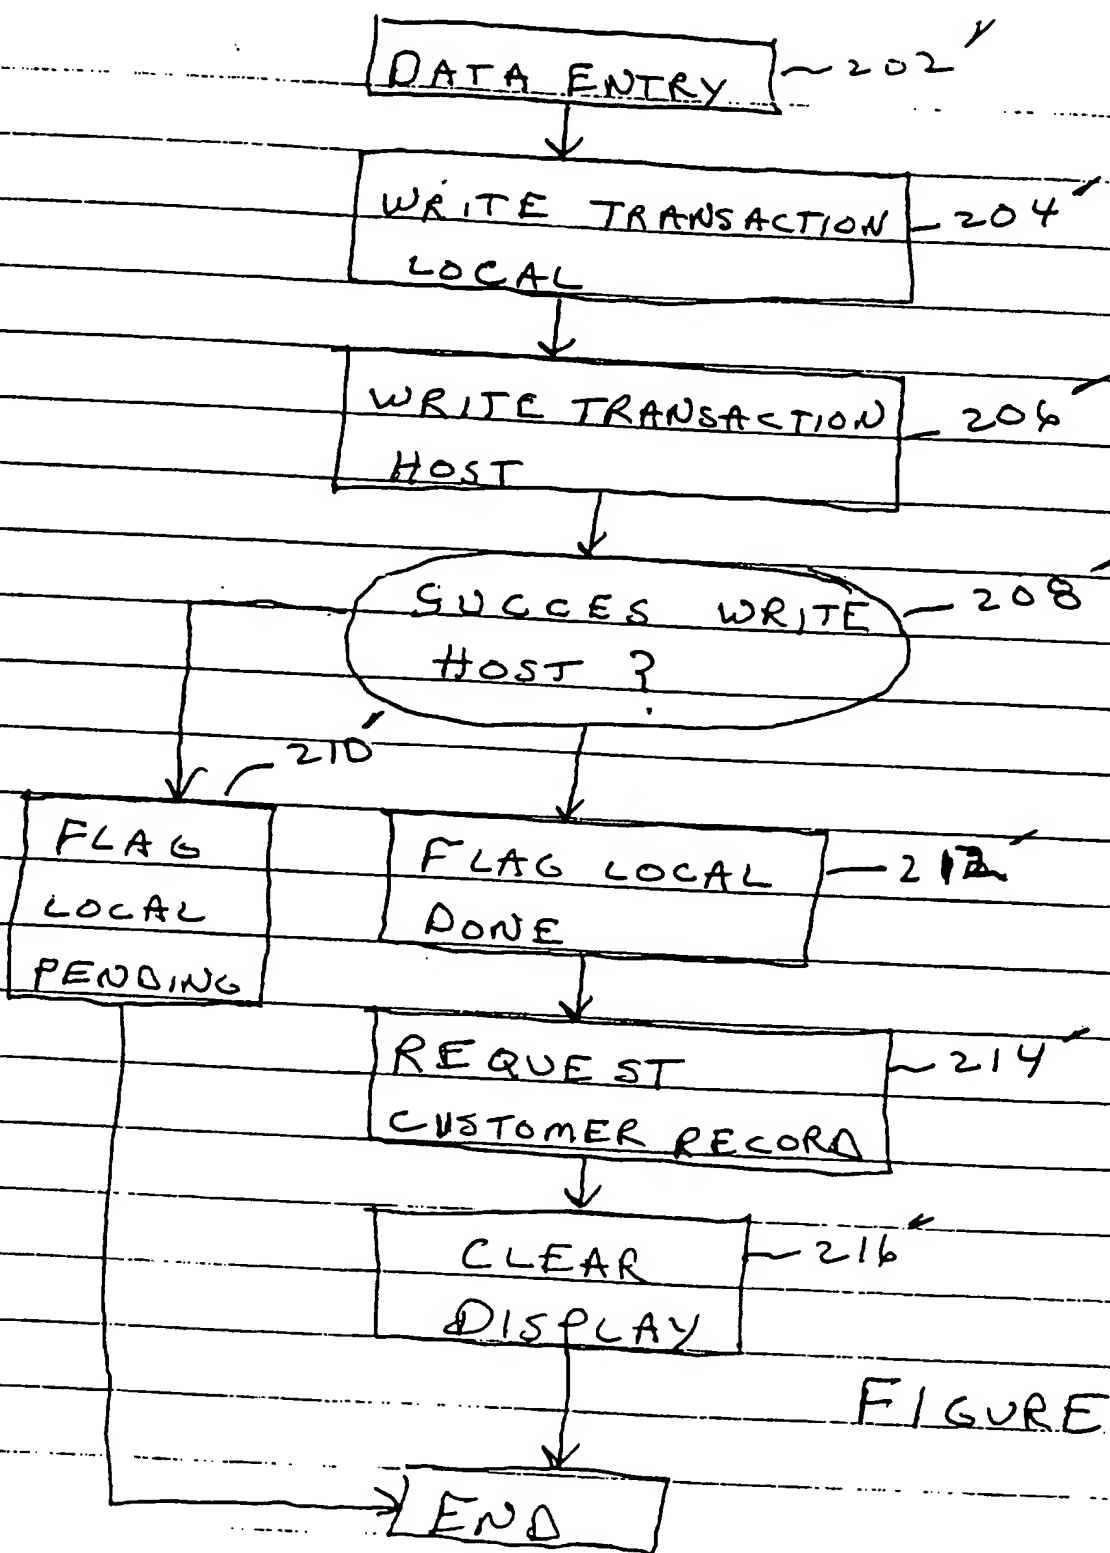 DATA ENTRY 202'
WRITE TRANSACTION 204'
LOCAL
WRITE TRANSACTION 206'
HOST
SUCCES WRITE 208'
HOST ?
210'
FLAG
LOCAL
PENDING
FLAG LOCAL 212'
DONE
REQUEST 214'
CUSTOMER RECORD
CLEAR 216'
DISPLAY
FIGURE
END